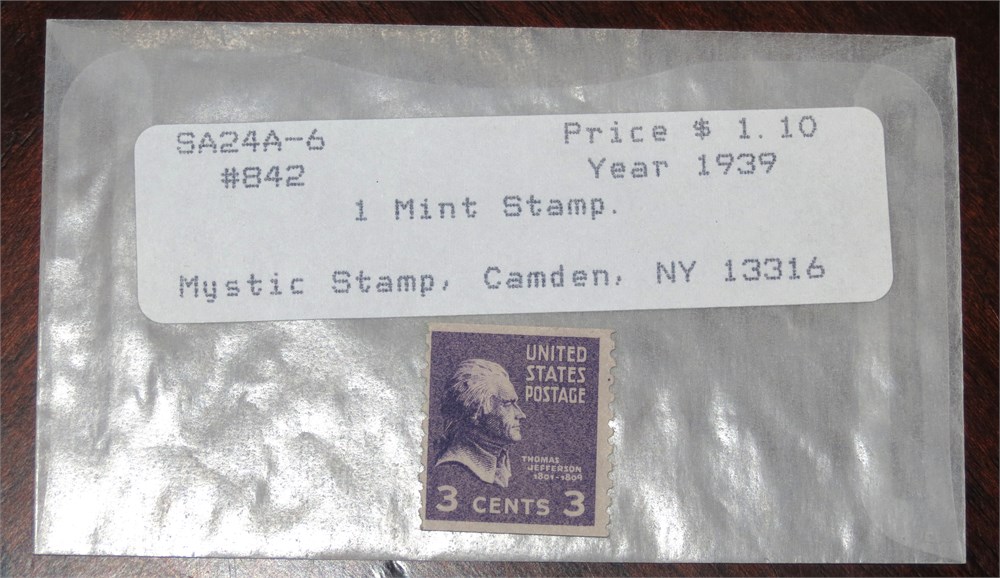 SA24A-6 Price $ 1.10
#842 Year 1939
1 Mint Stamp.
Mystic Stamp, Camden, NY 13316
UNITED
STATES
POSTAGE
THOMAS
JEFFERSON
1801-1809
3 CENTS 3